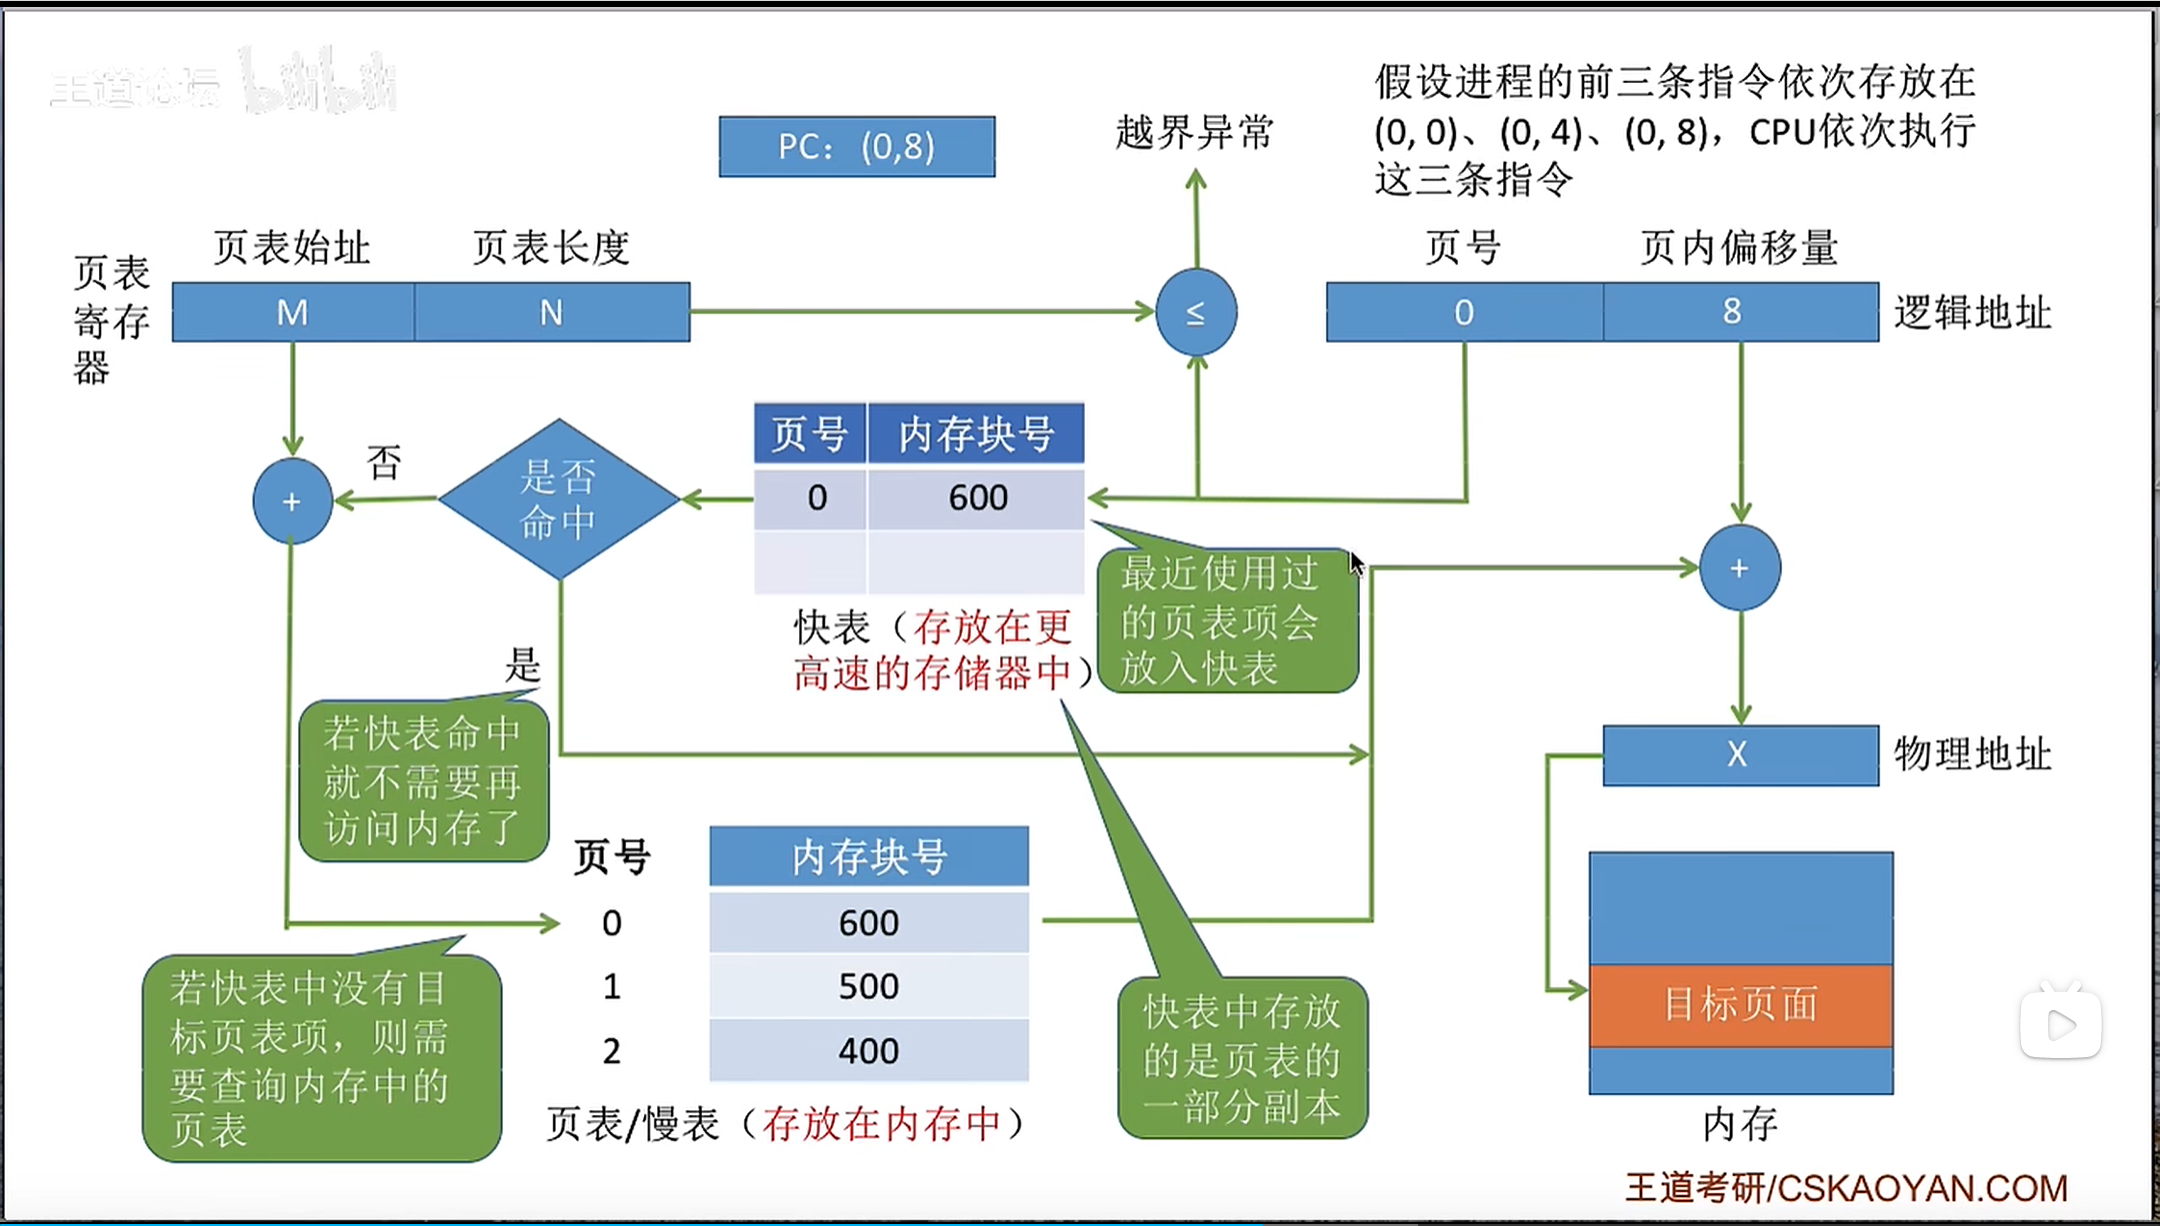 王道论坛 bilibili
PC：(0,8)
越界异常
假设进程的前三条指令依次存放在
(0, 0)、(0, 4)、(0, 8)，CPU依次执行
这三条指令
页表
寄存
器
页表始址
页表长度
M
N
≤
页号
页内偏移量
0
8
逻辑地址
+
否
是否
命中
页号
内存块号
0
600
快表（存放在更
高速的存储器中）
最近使用过
的页表项会
放入快表
+
是
若快表命中
就不需要再
访问内存了
X
物理地址
页号
内存块号
0
600
1
500
2
400
页表/慢表（存放在内存中）
若快表中没有目
标页表项，则需
要查询内存中的
页表
快表中存放
的是页表的
一部分副本
目标页面
内存
王道考研/CSKAOYAN.COM